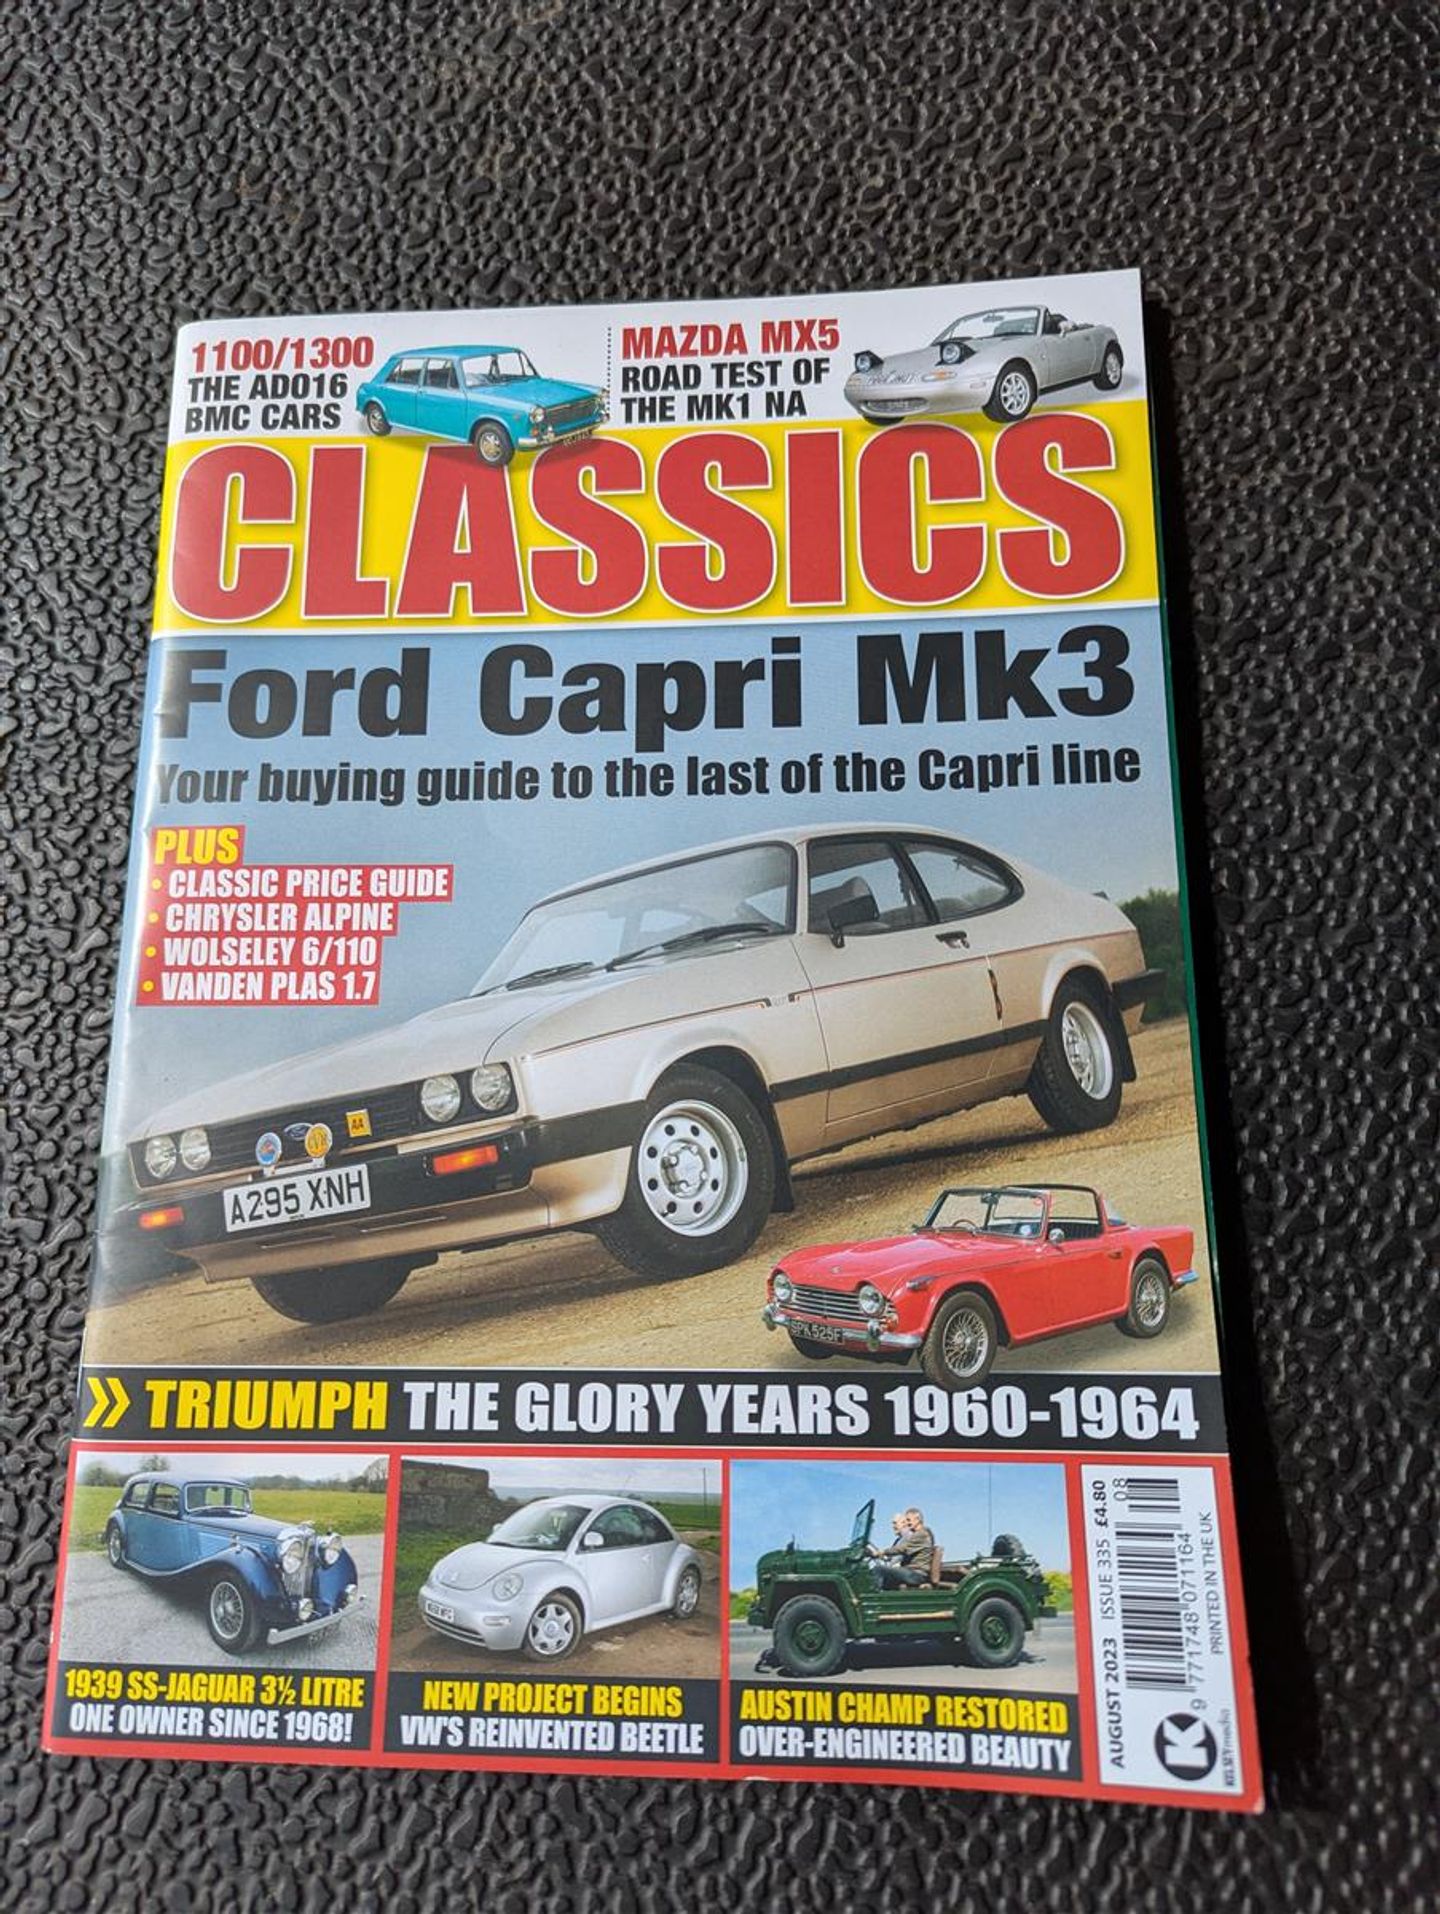 1100/1300
THE ADO16
BMC CARS
MAZDA MX5
ROAD TEST OF
THE MK1 NA
CLASSICS
Ford Capri Mk3
Your buying guide to the last of the Capri line
PLUS
• CLASSIC PRICE GUIDE
• CHRYSLER ALPINE
• WOLSELEY 6/110
• VANDEN PLAS 1.7
AA
A295 XNH
SPK 525F
» TRIUMPH THE GLORY YEARS 1960-1964
1939 SS-JAGUAR 3½ LITRE
ONE OWNER SINCE 1968!
NEW PROJECT BEGINS
VW'S REINVENTED BEETLE
AUSTIN CHAMP RESTORED
OVER-ENGINEERED BEAUTY
AUGUST 2023 ISSUE 335 £4.80
08
9 771748 071164
PRINTED IN THE UK
K
KELSEYmedia